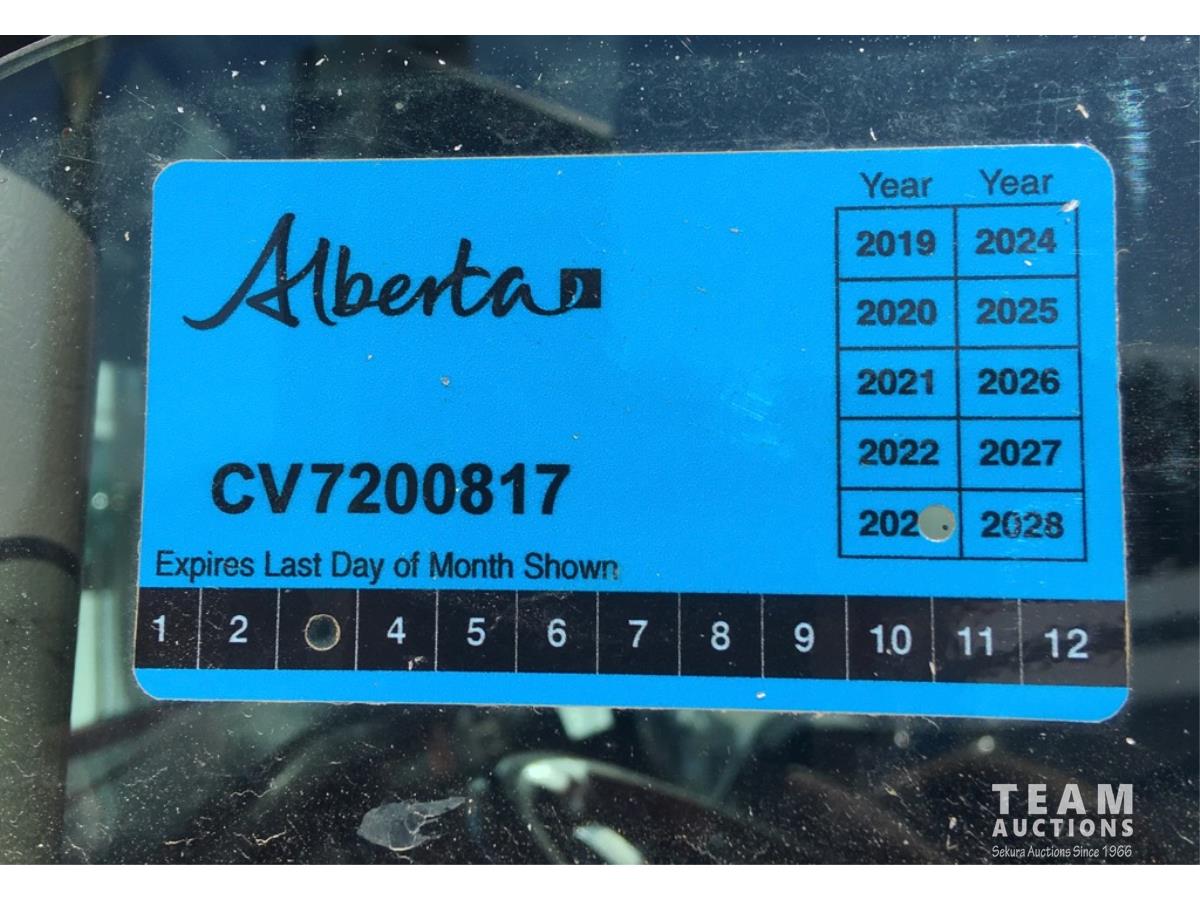 Alberta
CV7200817
Expires Last Day of Month Shown
Year Year
2019 2024
2020 2025
2021 2026
2022 2027
202 2028
1 2 4 5 6 7 8 9 10 11 12
TEAM
AUCTIONS
Sekura Auctions Since 1966